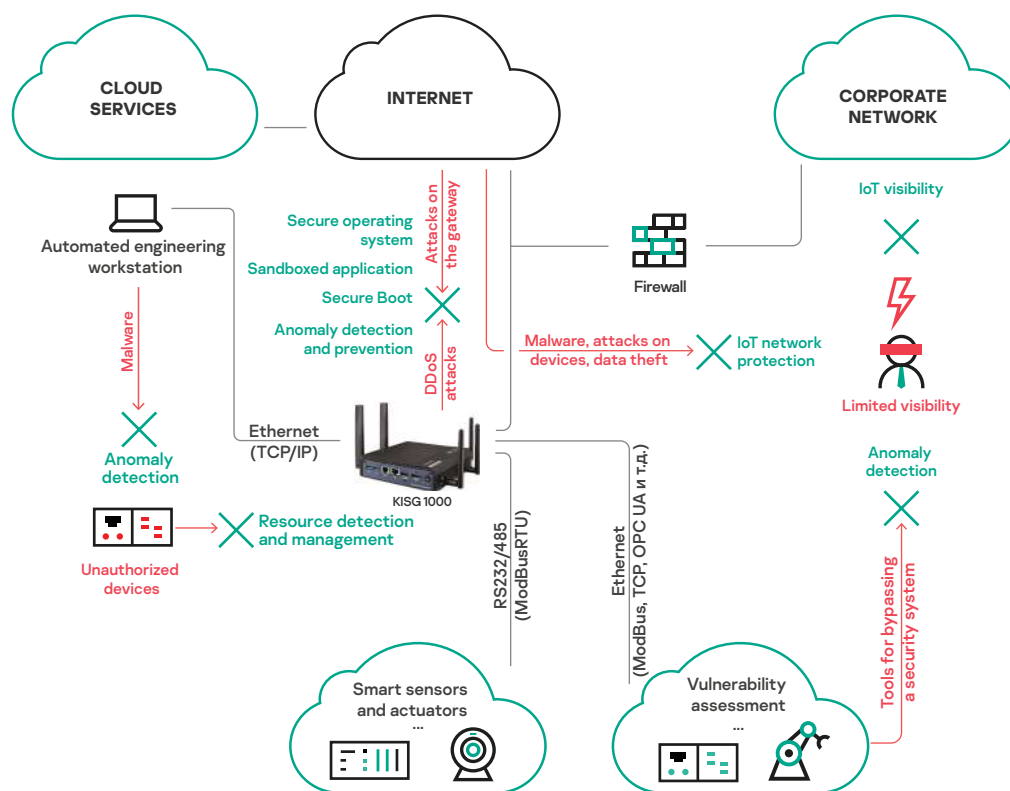 CLOUD
SERVICES
INTERNET
CORPORATE
NETWORK
IoT visibility
Automated engineering
workstation
Secure operating
system
Sandboxed application
Secure Boot
Anomaly detection
and prevention
Attacks on
the gateway
DDoS
attacks
Firewall
Malware, attacks on
devices, data theft
IoT network
protection
Limited visibility
Malware
Anomaly
detection
Ethernet
(TCP/IP)
KISG 1000
Anomaly
detection
Unauthorized
devices
Resource detection
and management
RS232/485
(ModBusRTU)
Ethernet
(ModBus, TCP, OPC UA и т.д.)
Tools for bypassing
a security system
Smart sensors
and actuators
...
Vulnerability
assessment
...